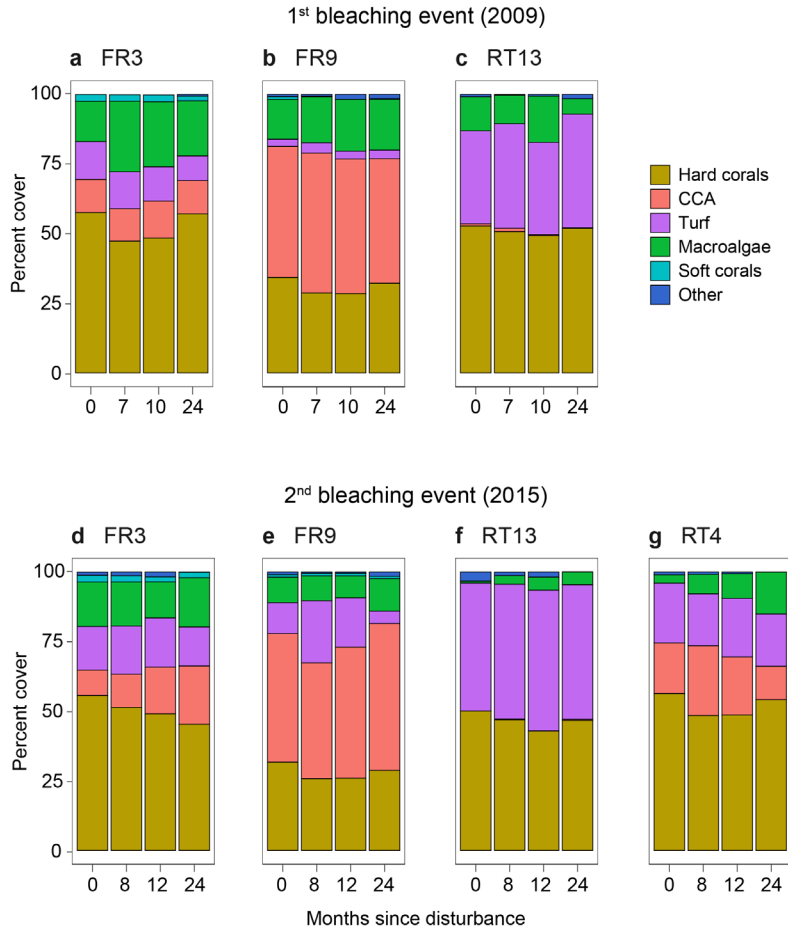 1st bleaching event (2009)
a FR3
b FR9
c RT13
Percent cover
100
75
50
25
0
0 7 10 24
0 7 10 24
0 7 10 24
Hard corals
CCA
Turf
Macroalgae
Soft corals
Other
2nd bleaching event (2015)
d FR3
e FR9
f RT13
g RT4
Percent cover
100
75
50
25
0
0 8 12 24
0 8 12 24
0 8 12 24
0 8 12 24
Months since disturbance